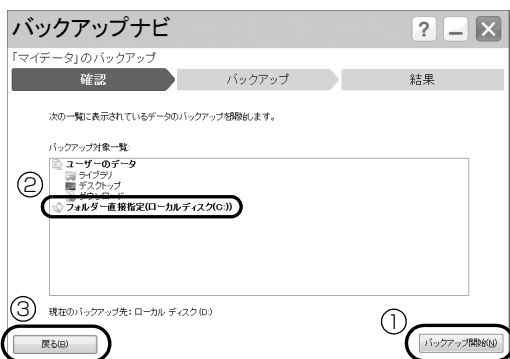 バックアップナビ
? – X
「マイデータ」のバックアップ
確認 バックアップ 結果
次の一覧に表示されているデータのバックアップを開始します。
バックアップ対象一覧:
ユーザーのデータ
ライブラリ
② デスクトップ
ダウンロード
フォルダー直接指定(ローカルディスク(C:))
③ 現在のバックアップ先: ローカル ディスク (D:)
①
戻る(B) バックアップ開始(N)